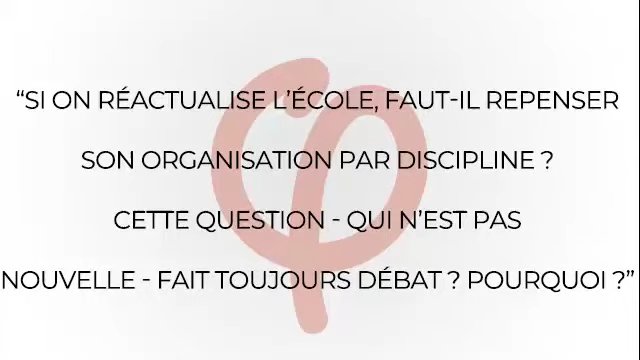 “SI ON RÉACTUALISE L’ÉCOLE, FAUT-IL REPENSER
SON ORGANISATION PAR DISCIPLINE ?
CETTE QUESTION - QUI N’EST PAS
NOUVELLE - FAIT TOUJOURS DÉBAT ? POURQUOI ?”